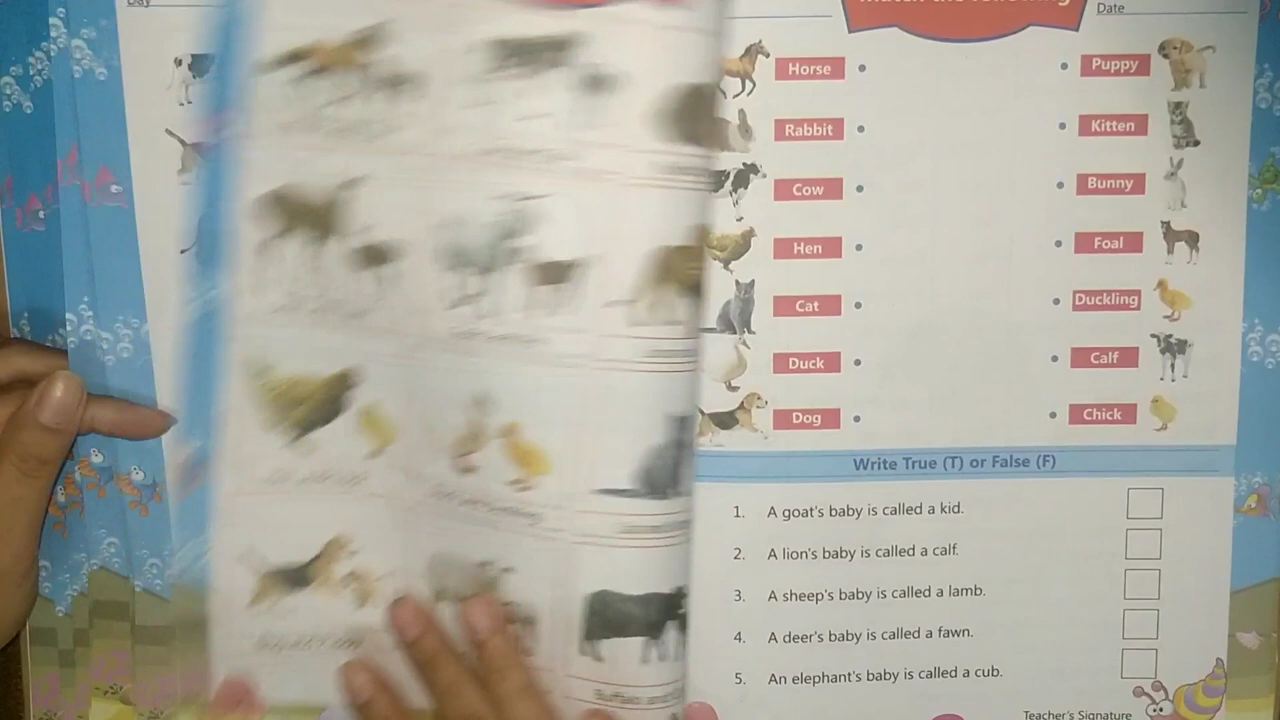 Day
Match the following
Date
Horse
Puppy
Rabbit
Kitten
Cow
Bunny
Hen
Foal
Cat
Duckling
Duck
Calf
Dog
Chick
Write True (T) or False (F)
1. A goat's baby is called a kid.
2. A lion's baby is called a calf.
3. A sheep's baby is called a lamb.
4. A deer's baby is called a fawn.
5. An elephant's baby is called a cub.
Buffalo and
Teacher's Signature